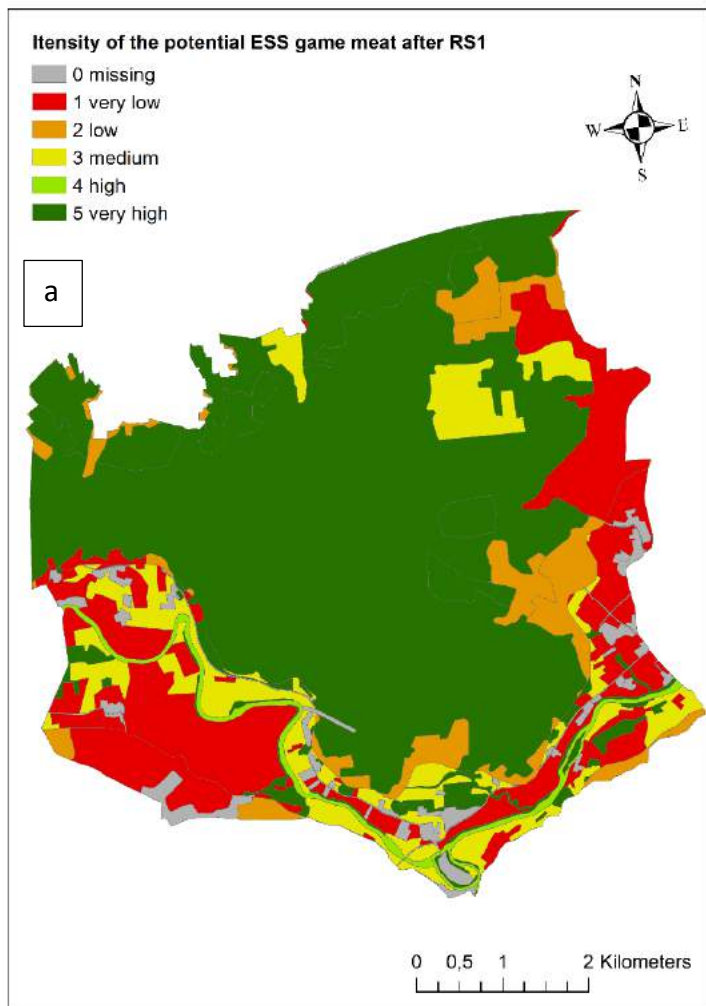 Itensity of the potential ESS game meat after RS1
0 missing
1 very low
2 low
3 medium
4 high
5 very high
N
W E
S
a
0 0,5 1 2 Kilometers